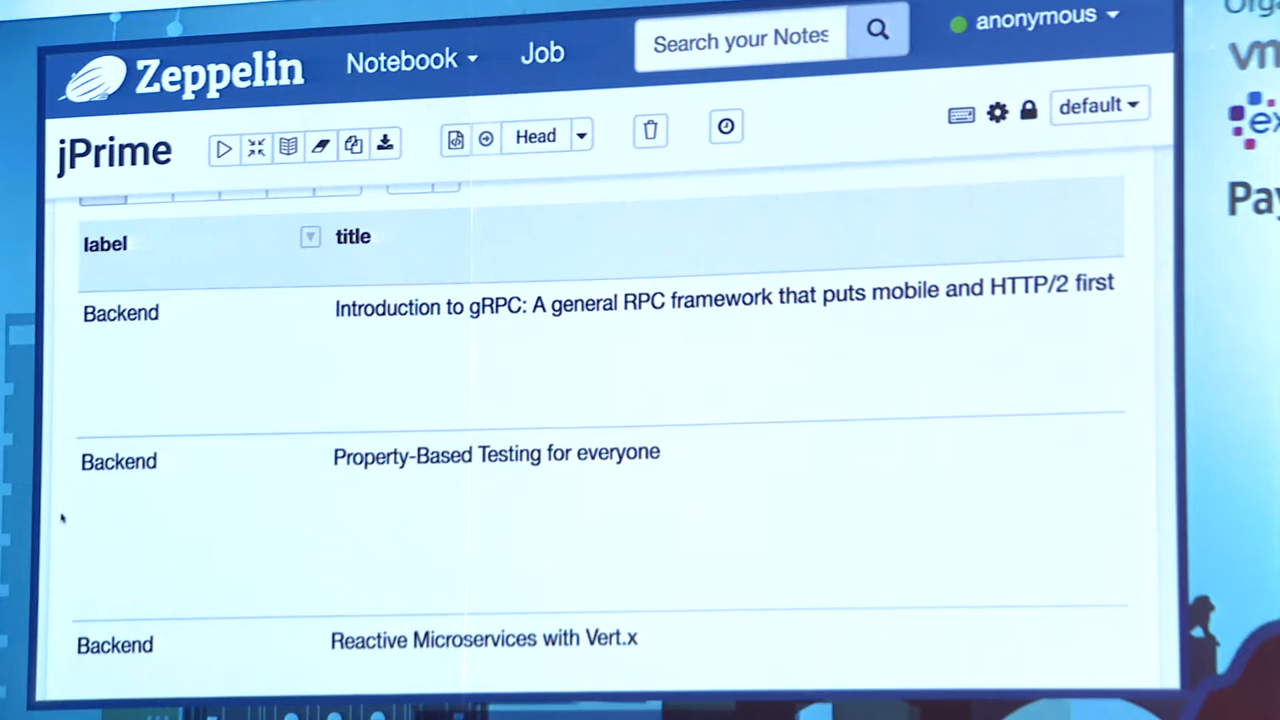 Zeppelin
Notebook
Job
Search your Notes
anonymous
jPrime
Head
default
label
title
Backend
Introduction to gRPC: A general RPC framework that puts mobile and HTTP/2 first
Backend
Property-Based Testing for everyone
Backend
Reactive Microservices with Vert.x